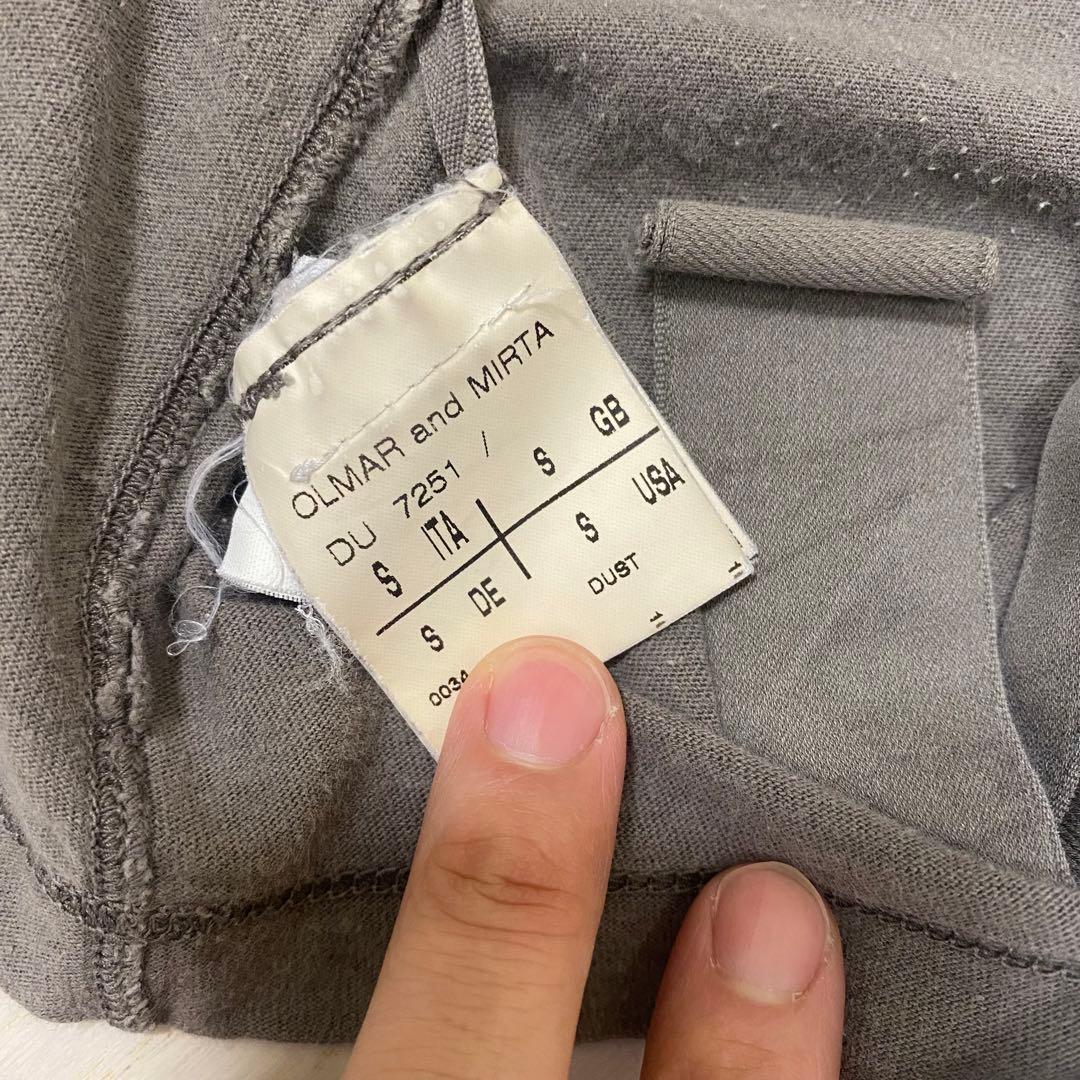 OLMAR and MIRTA
DU 7251 /
S ITA S GB
S DE S USA
DUST